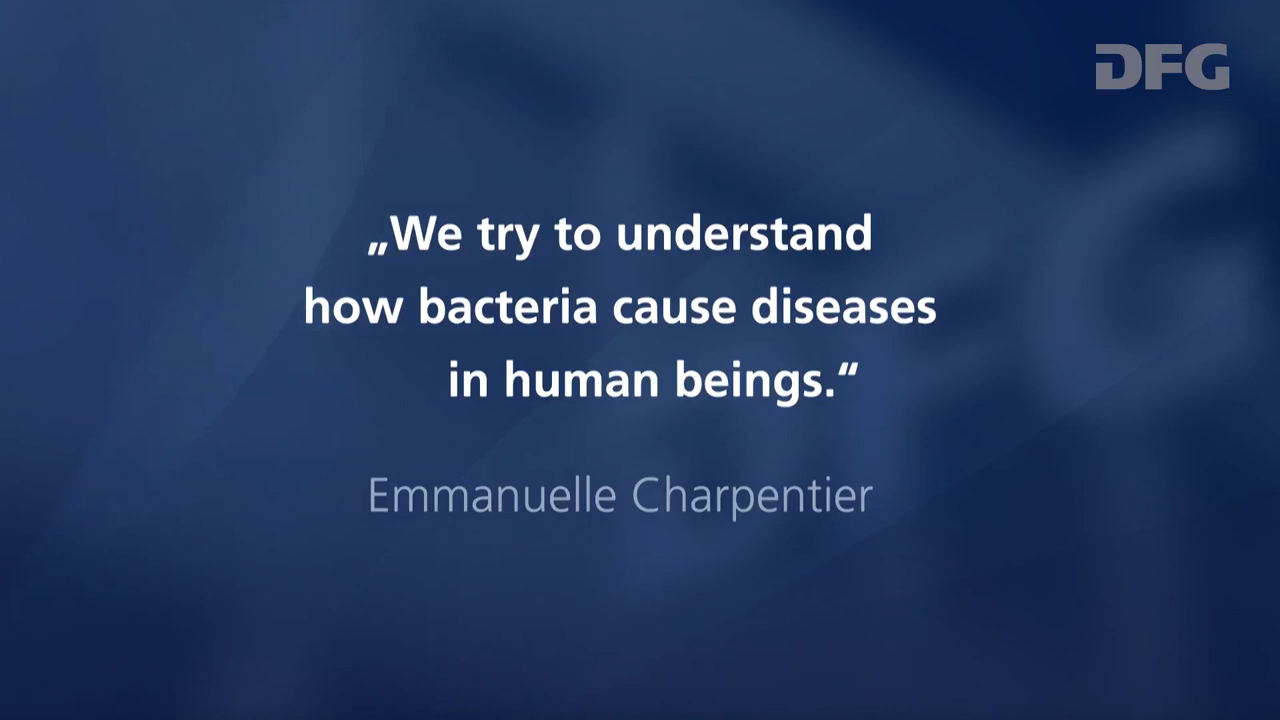 DFG
„We try to understand
how bacteria cause diseases
in human beings.“
Emmanuelle Charpentier